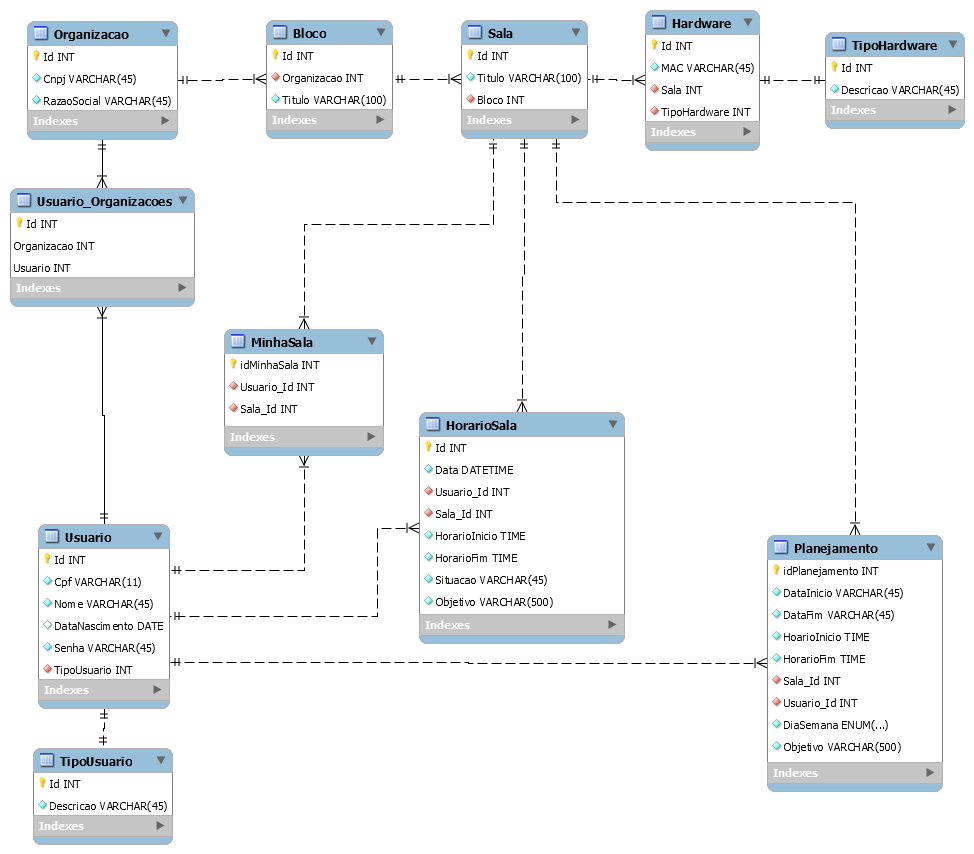 Organizacao
Id INT
Cnpj VARCHAR(45)
RazaoSocial VARCHAR(45)
Indexes
Bloco
Id INT
Organizacao INT
Titulo VARCHAR(100)
Indexes
Sala
Id INT
Titulo VARCHAR(100)
Bloco INT
Indexes
Hardware
Id INT
MAC VARCHAR(45)
Sala INT
TipoHardware INT
Indexes
TipoHardware
Id INT
Descricao VARCHAR(45)
Indexes
Usuario_Organizacoes
Id INT
Organizacao INT
Usuario INT
Indexes
MinhaSala
idMinhaSala INT
Usuario_Id INT
Sala_Id INT
Indexes
HorarioSala
Id INT
Data DATETIME
Usuario_Id INT
Sala_Id INT
HorarioInicio TIME
HorarioFim TIME
Situacao VARCHAR(45)
Objetivo VARCHAR(500)
Indexes
Usuario
Id INT
Cpf VARCHAR(11)
Nome VARCHAR(45)
DataNascimento DATE
Senha VARCHAR(45)
TipoUsuario INT
Indexes
Planejamento
idPlanejamento INT
DataInicio VARCHAR(45)
DataFim VARCHAR(45)
HoarioInicio TIME
HorarioFim TIME
Sala_Id INT
Usuario_Id INT
DiaSemana ENUM(...)
Objetivo VARCHAR(500)
Indexes
TipoUsuario
Id INT
Descricao VARCHAR(45)
Indexes